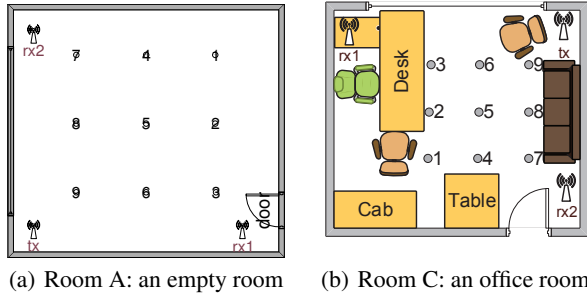 rx2
7 4 1
8 5 2
9 6 3
door
tx
rx1
(a) Room A: an empty room
rx1
tx
Desk
3 6 9
2 5 8
1 4 7
Cab
Table
rx2
(b) Room C: an office room